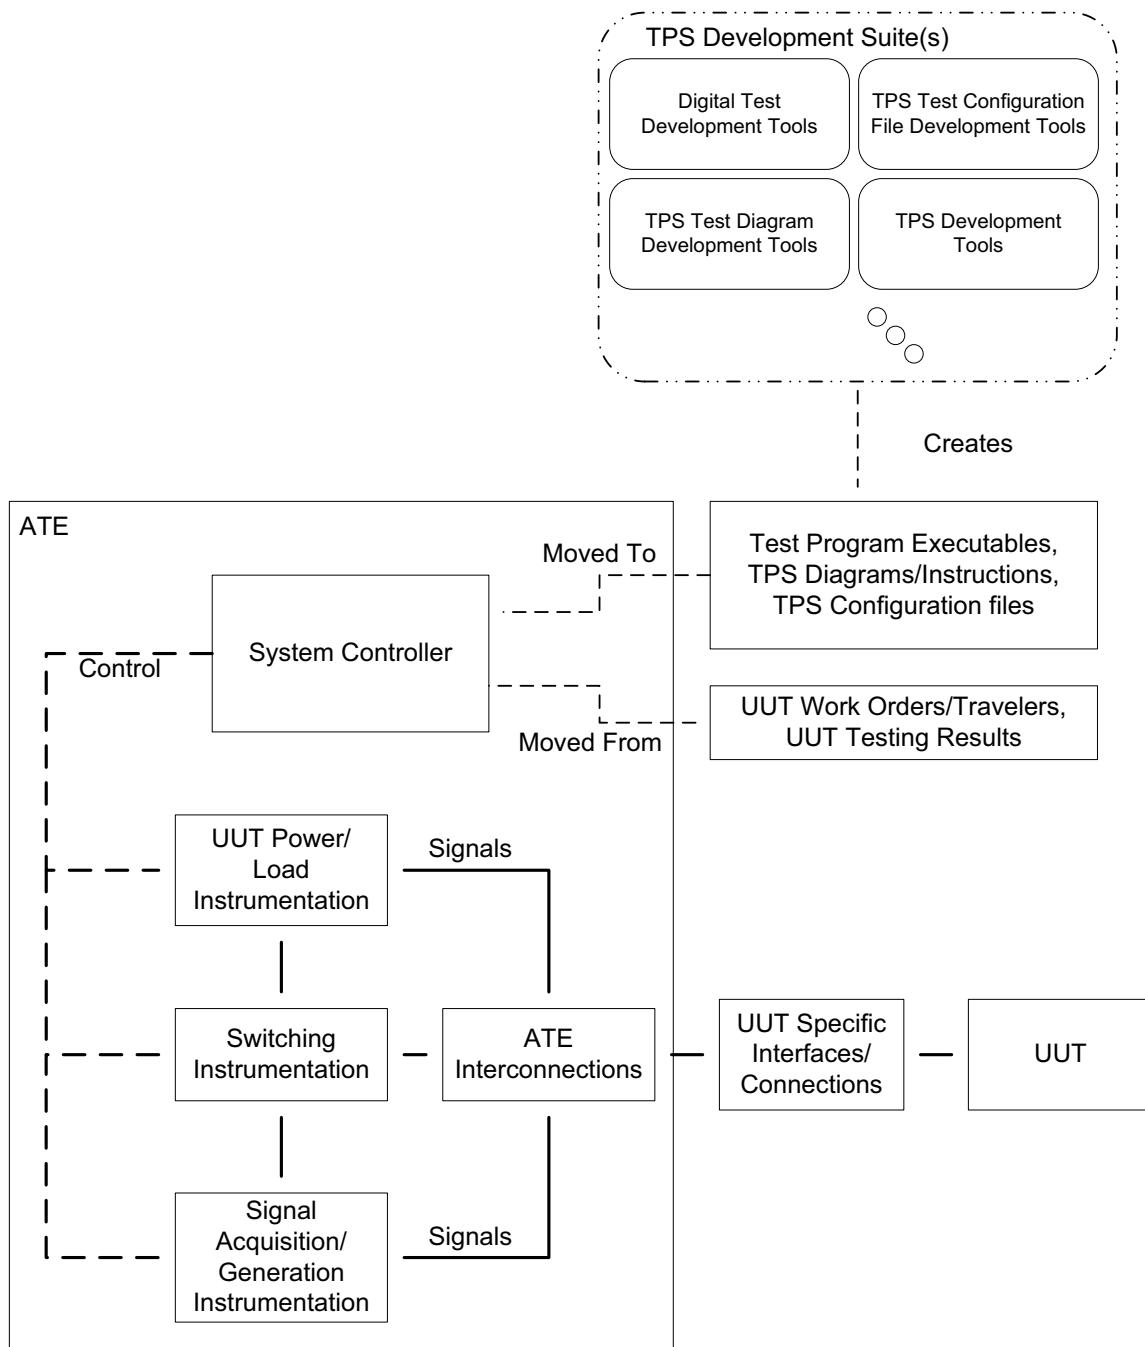 TPS Development Suite(s)
Digital Test
Development Tools
TPS Test Configuration
File Development Tools
TPS Test Diagram
Development Tools
TPS Development
Tools
Creates
ATE
Moved To
Test Program Executables,
TPS Diagrams/Instructions,
TPS Configuration files
System Controller
Control
Moved From
UUT Work Orders/Travelers,
UUT Testing Results
UUT Power/
Load
Instrumentation
Signals
Switching
Instrumentation
ATE
Interconnections
UUT Specific
Interfaces/
Connections
UUT
Signal
Acquisition/
Generation
Instrumentation
Signals